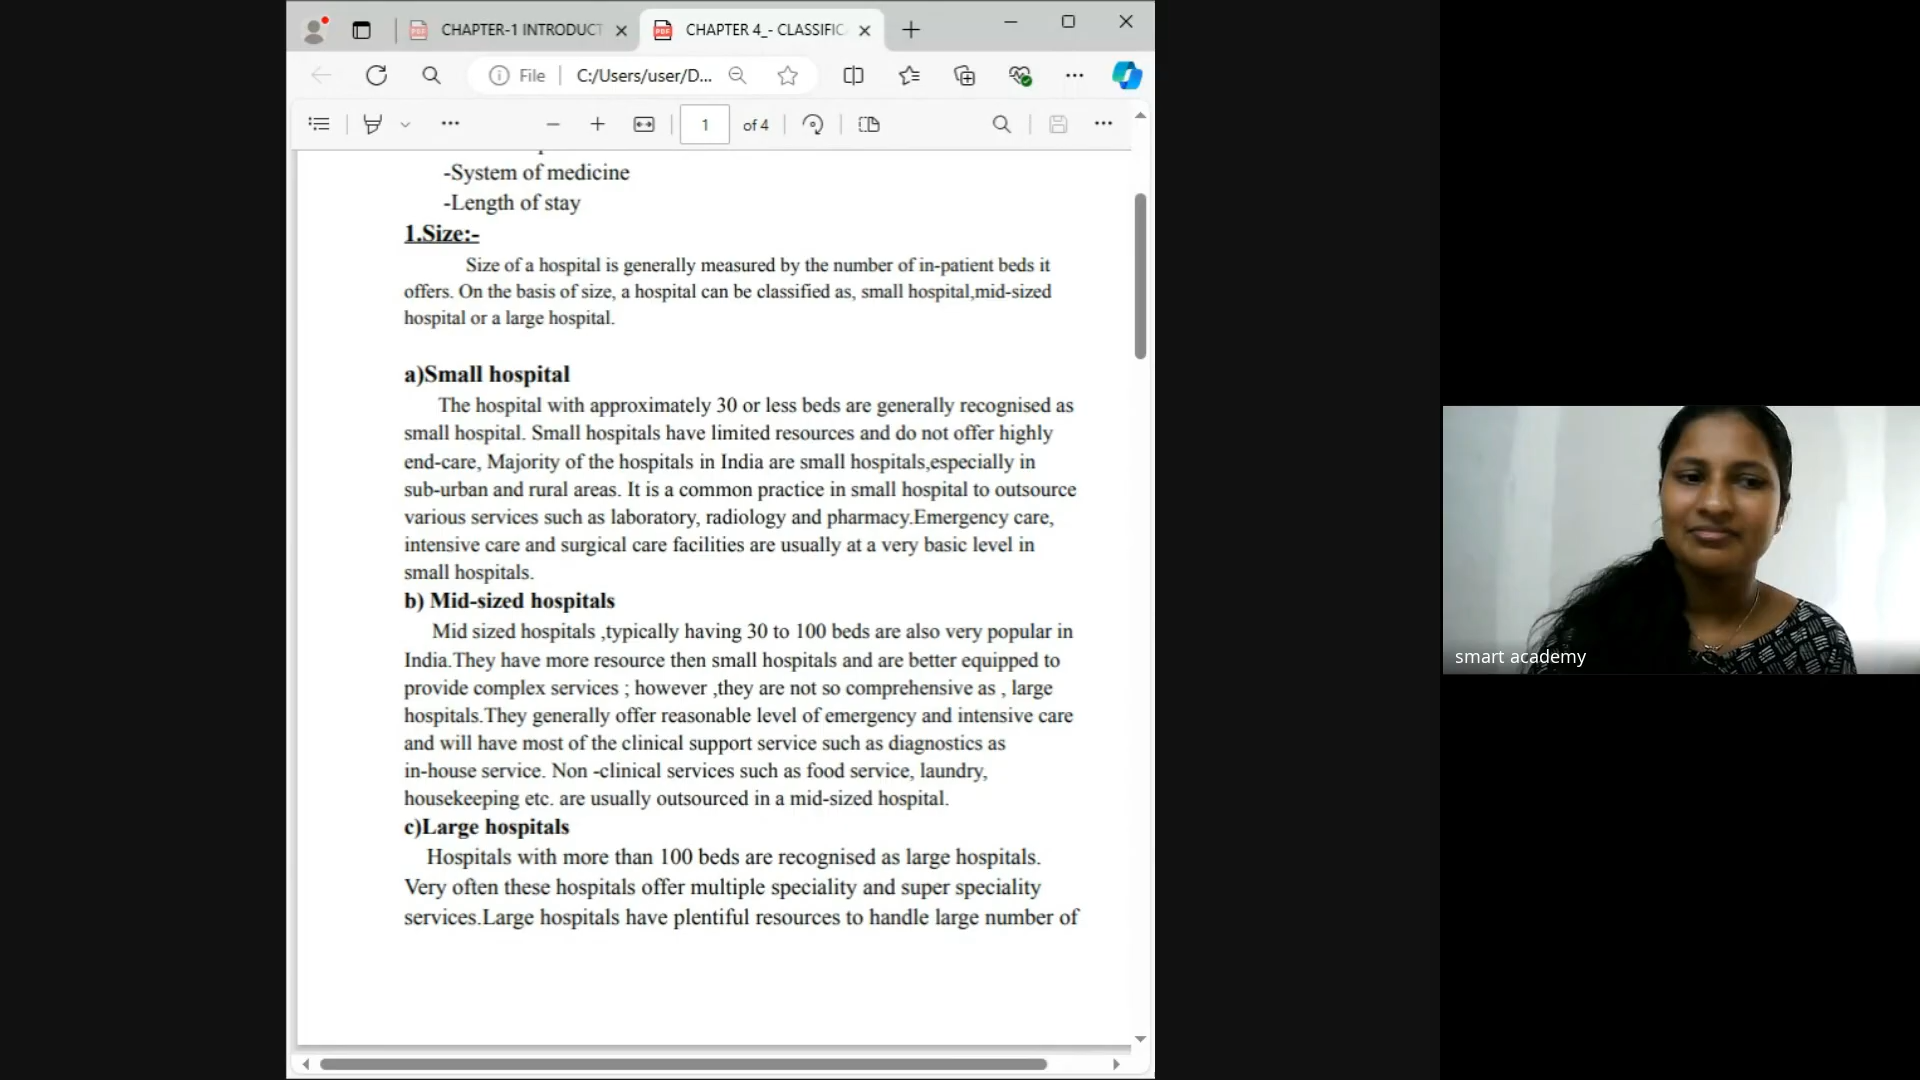 CHAPTER-1 INTRODUCT
CHAPTER 4_- CLASSIFIC
File
C:/Users/user/D...
1
of 4
-System of medicine
-Length of stay
1.Size:-
Size of a hospital is generally measured by the number of in-patient beds it
offers. On the basis of size, a hospital can be classified as, small hospital,mid-sized
hospital or a large hospital.
a)Small hospital
The hospital with approximately 30 or less beds are generally recognised as
small hospital. Small hospitals have limited resources and do not offer highly
end-care, Majority of the hospitals in India are small hospitals,especially in
sub-urban and rural areas. It is a common practice in small hospital to outsource
various services such as laboratory, radiology and pharmacy.Emergency care,
intensive care and surgical care facilities are usually at a very basic level in
small hospitals.
b) Mid-sized hospitals
Mid sized hospitals ,typically having 30 to 100 beds are also very popular in
India.They have more resource then small hospitals and are better equipped to
provide complex services ; however ,they are not so comprehensive as , large
hospitals.They generally offer reasonable level of emergency and intensive care
and will have most of the clinical support service such as diagnostics as
in-house service. Non -clinical services such as food service, laundry,
housekeeping etc. are usually outsourced in a mid-sized hospital.
c)Large hospitals
Hospitals with more than 100 beds are recognised as large hospitals.
Very often these hospitals offer multiple speciality and super speciality
services.Large hospitals have plentiful resources to handle large number of
smart academy